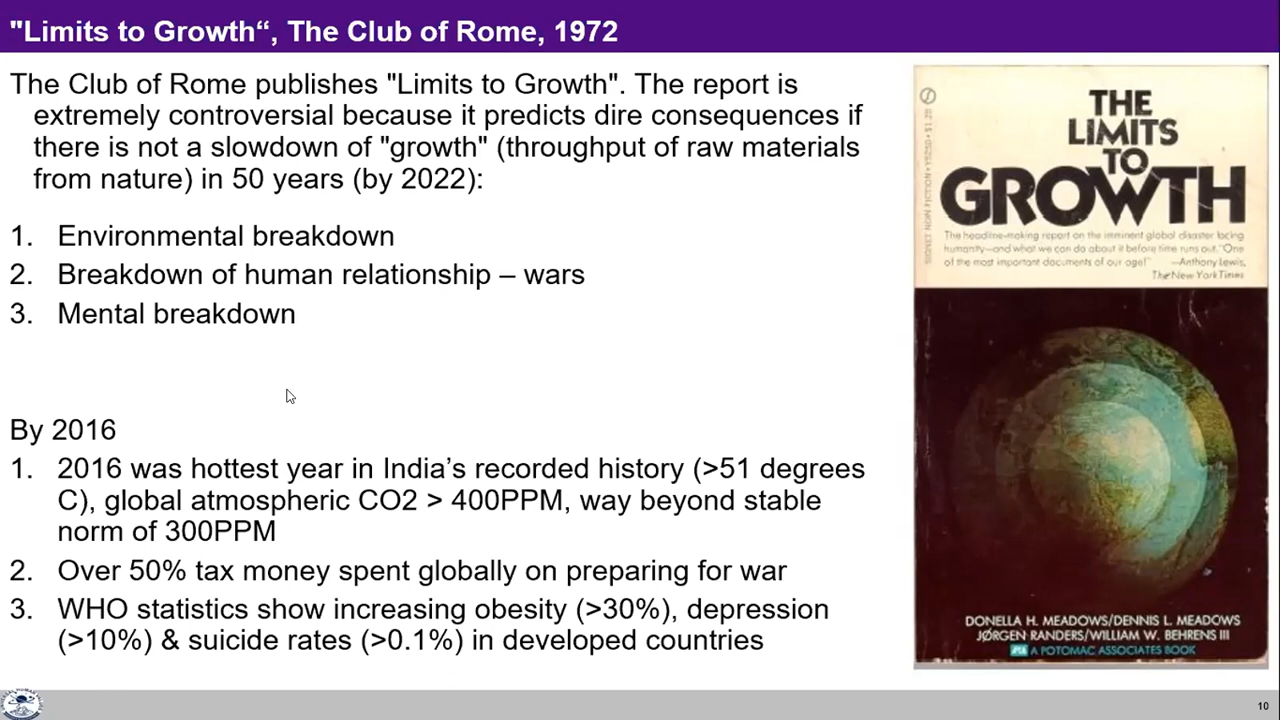 "Limits to Growth“, The Club of Rome, 1972
The Club of Rome publishes "Limits to Growth". The report is
extremely controversial because it predicts dire consequences if
there is not a slowdown of "growth" (throughput of raw materials
from nature) in 50 years (by 2022):
1. Environmental breakdown
2. Breakdown of human relationship – wars
3. Mental breakdown
By 2016
1. 2016 was hottest year in India’s recorded history (>51 degrees
C), global atmospheric CO2 > 400PPM, way beyond stable
norm of 300PPM
2. Over 50% tax money spent globally on preparing for war
3. WHO statistics show increasing obesity (>30%), depression
(>10%) & suicide rates (>0.1%) in developed countries
THE
LIMITS
TO
GROWTH
The headline-making report on the imminent global disaster facing
humanity—and what we can do about it before time runs out. "One
of the most important documents of our age!" —Anthony Lewis,
The New York Times
SIGNET NON-FICTION
$1.25
DONELLA H. MEADOWS/DENNIS L. MEADOWS
JØRGEN RANDERS/WILLIAM W. BEHRENS III
A POTOMAC ASSOCIATES BOOK
10